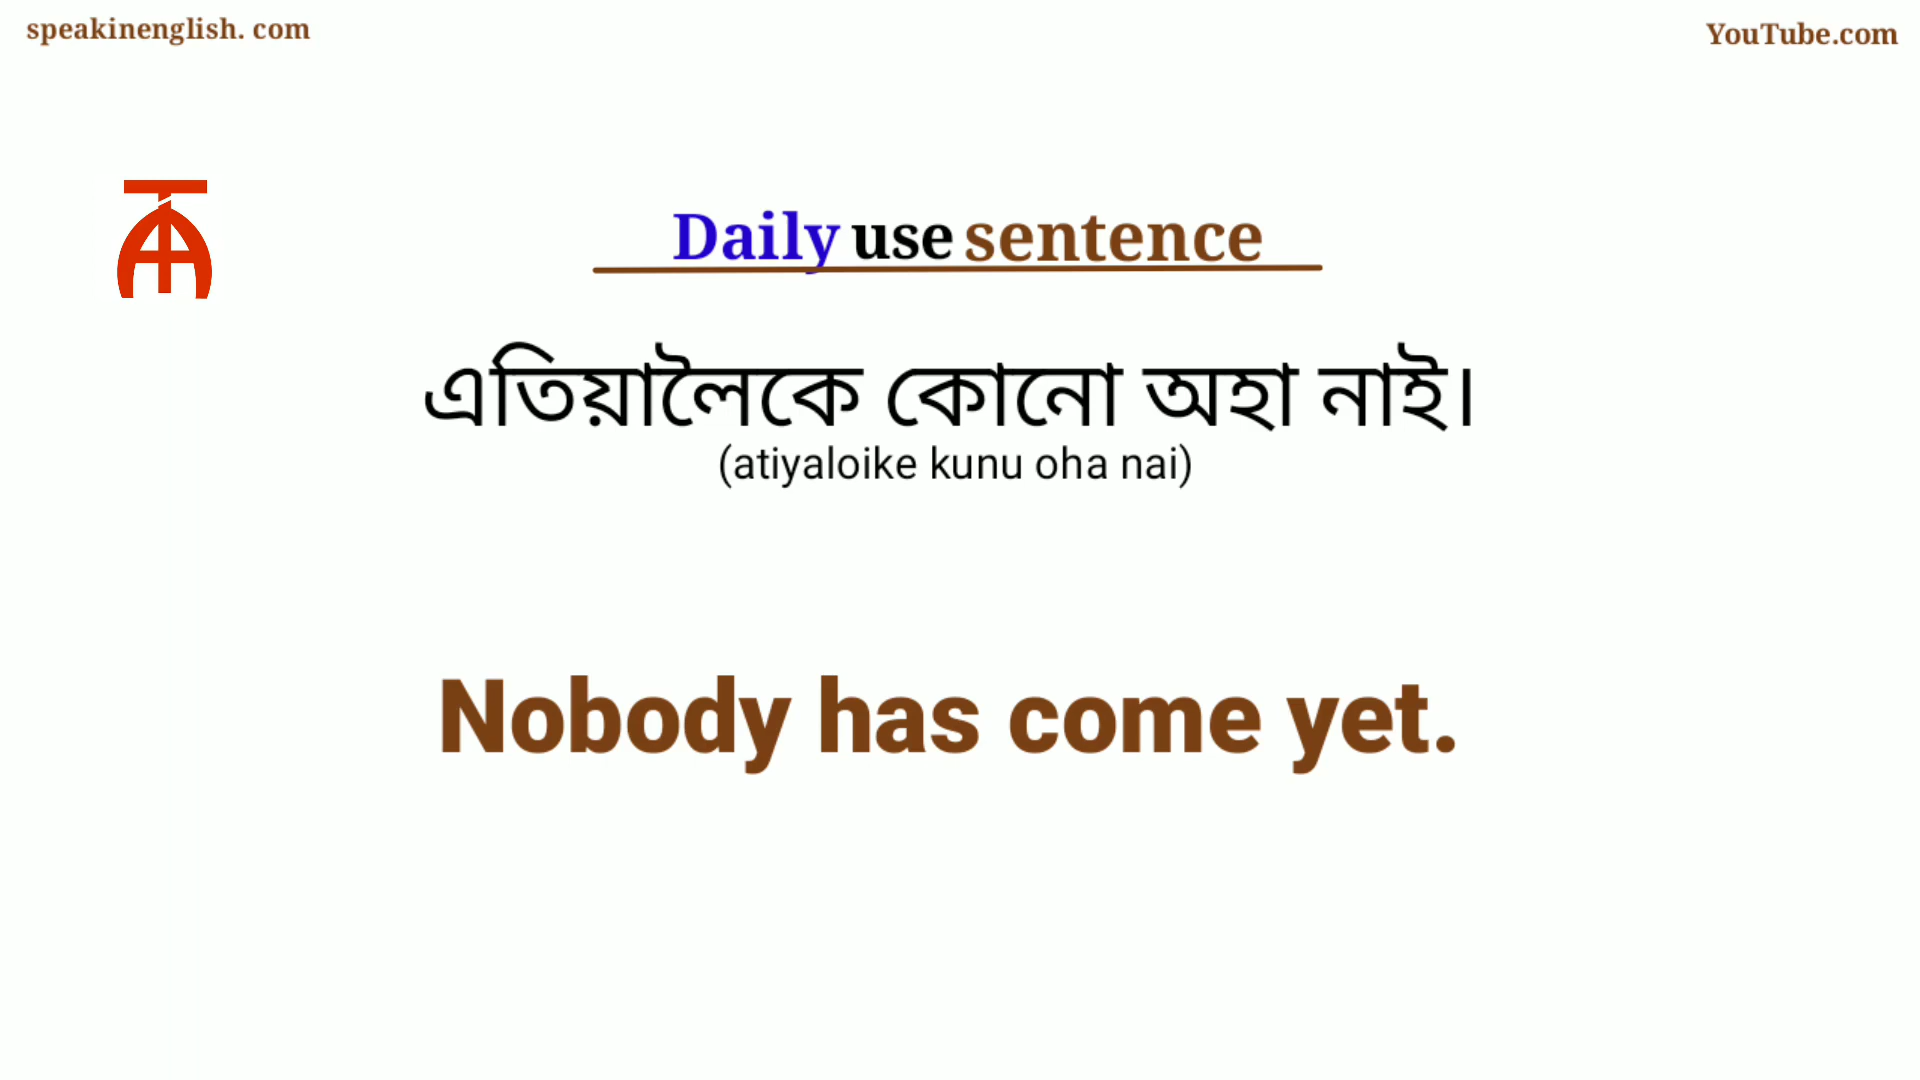 speakinenglish. com
YouTube.com
Daily use sentence
এতিয়ালৈকে কোনো অহা নাই।
(atiyaloike kunu oha nai)
Nobody has come yet.